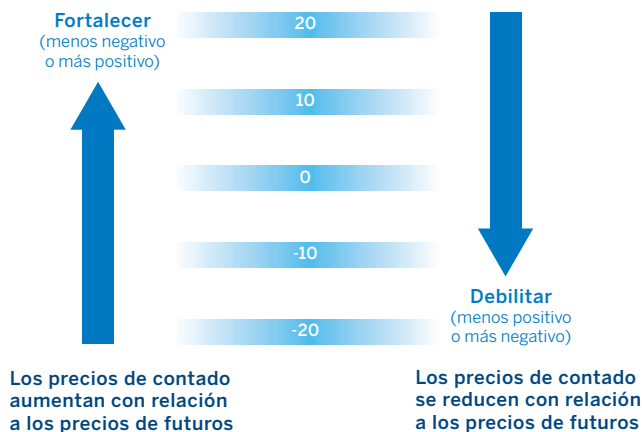 Fortalecer
(menos negativo
o más positivo)
20
10
0
-10
-20
Debilitar
(menos positivo
o más negativo)
Los precios de contado
aumentan con relación
a los precios de futuros
Los precios de contado
se reducen con relación
a los precios de futuros